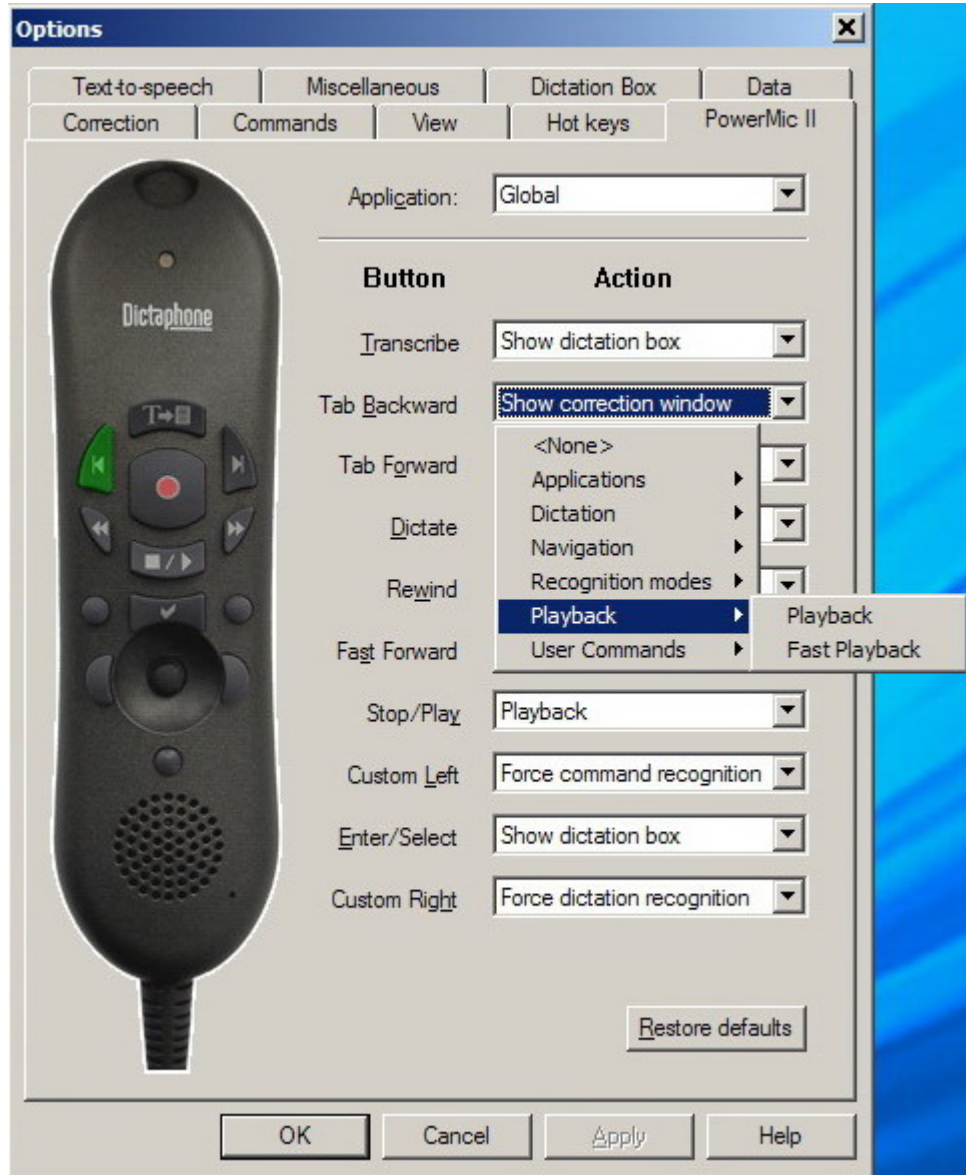 Options
Text-to-speech Miscellaneous Dictation Box Data
Correction Commands View Hot keys PowerMic II
Application: Global
Button Action
Dictaphone
Transcribe Show dictation box
Tab Backward Show correction window
T
<None>
Tab Forward
Applications
Dictate
Dictation
Navigation
Rewind
Recognition modes
Playback Playback
Fast Forward
User Commands Fast Playback
Stop/Play Playback
Custom Left Force command recognition
Enter/Select Show dictation box
Custom Right Force dictation recognition
Restore defaults
OK Cancel Apply Help